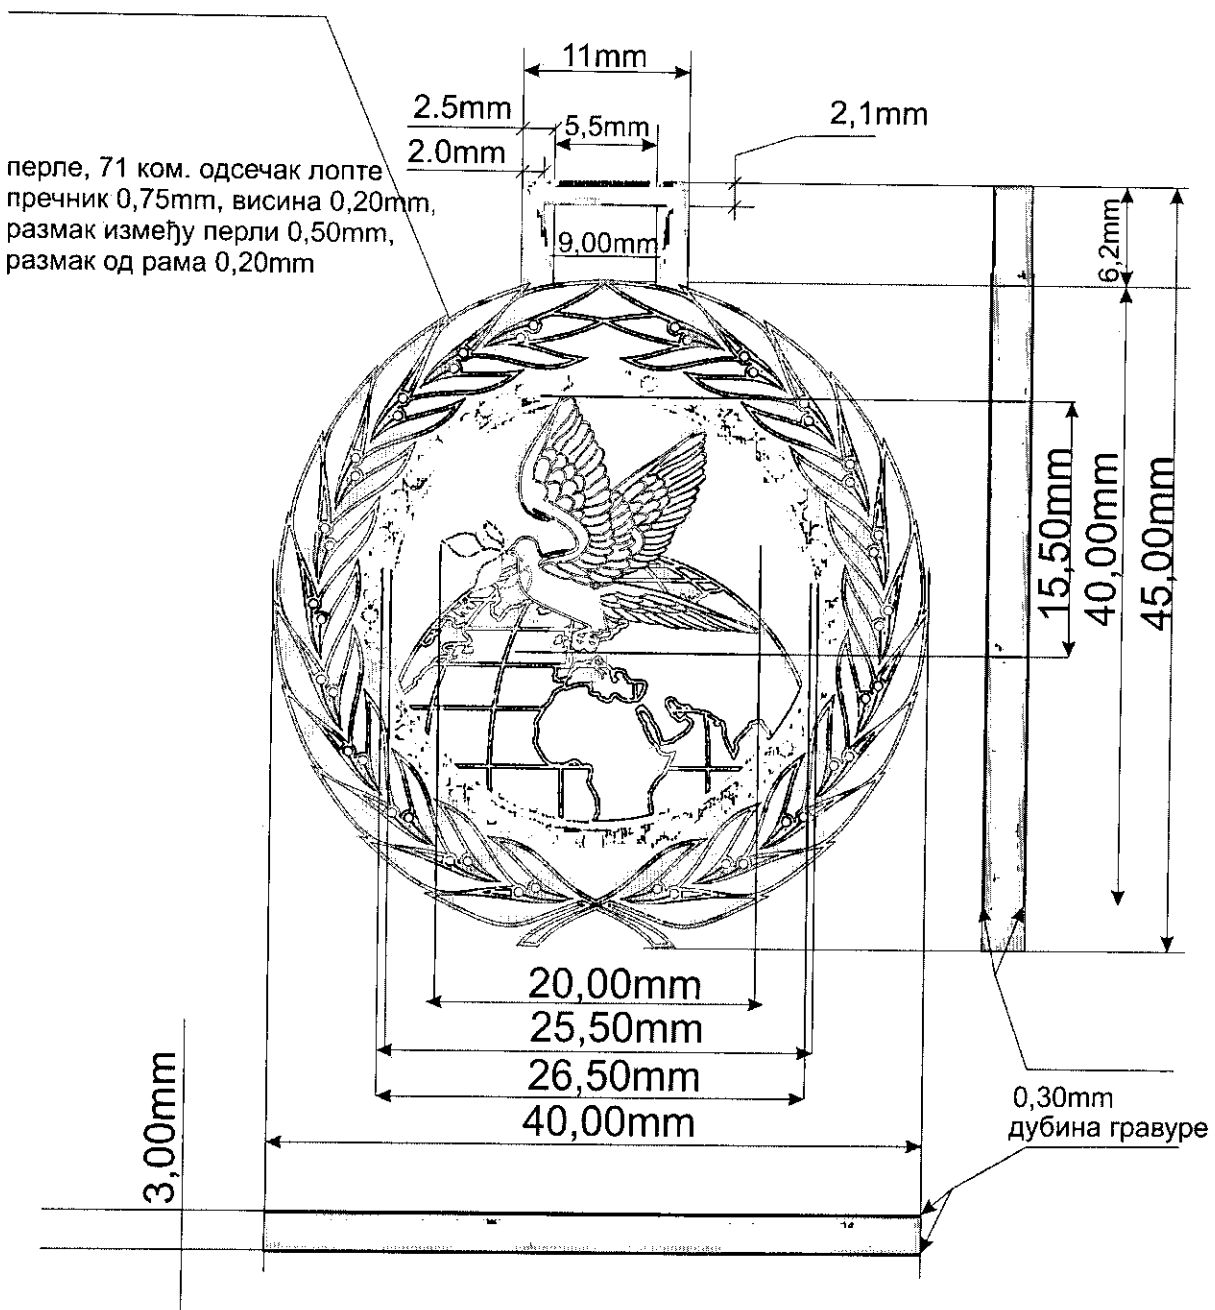 11mm
2.5mm
5,5mm
2,1mm
2.0mm
перле, 71 ком. одсечак лопте
пречник 0,75mm, висина 0,20mm,
размак између перли 0,50mm,
размак од рама 0,20mm
9,00mm
6,2mm
15,50mm
40,00mm
45,00mm
20,00mm
25,50mm
26,50mm
40,00mm
3,00mm
0,30mm
дубина гравуре